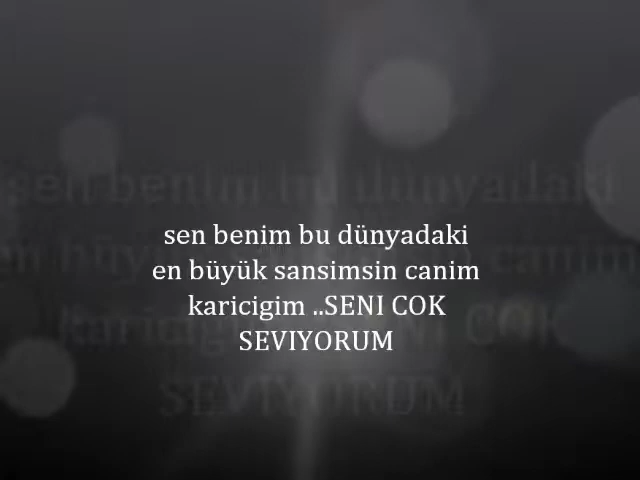 sen benim bu dünyadaki
en büyük sansimsin canim
karicigim ..SENI COK
SEVIYORUM